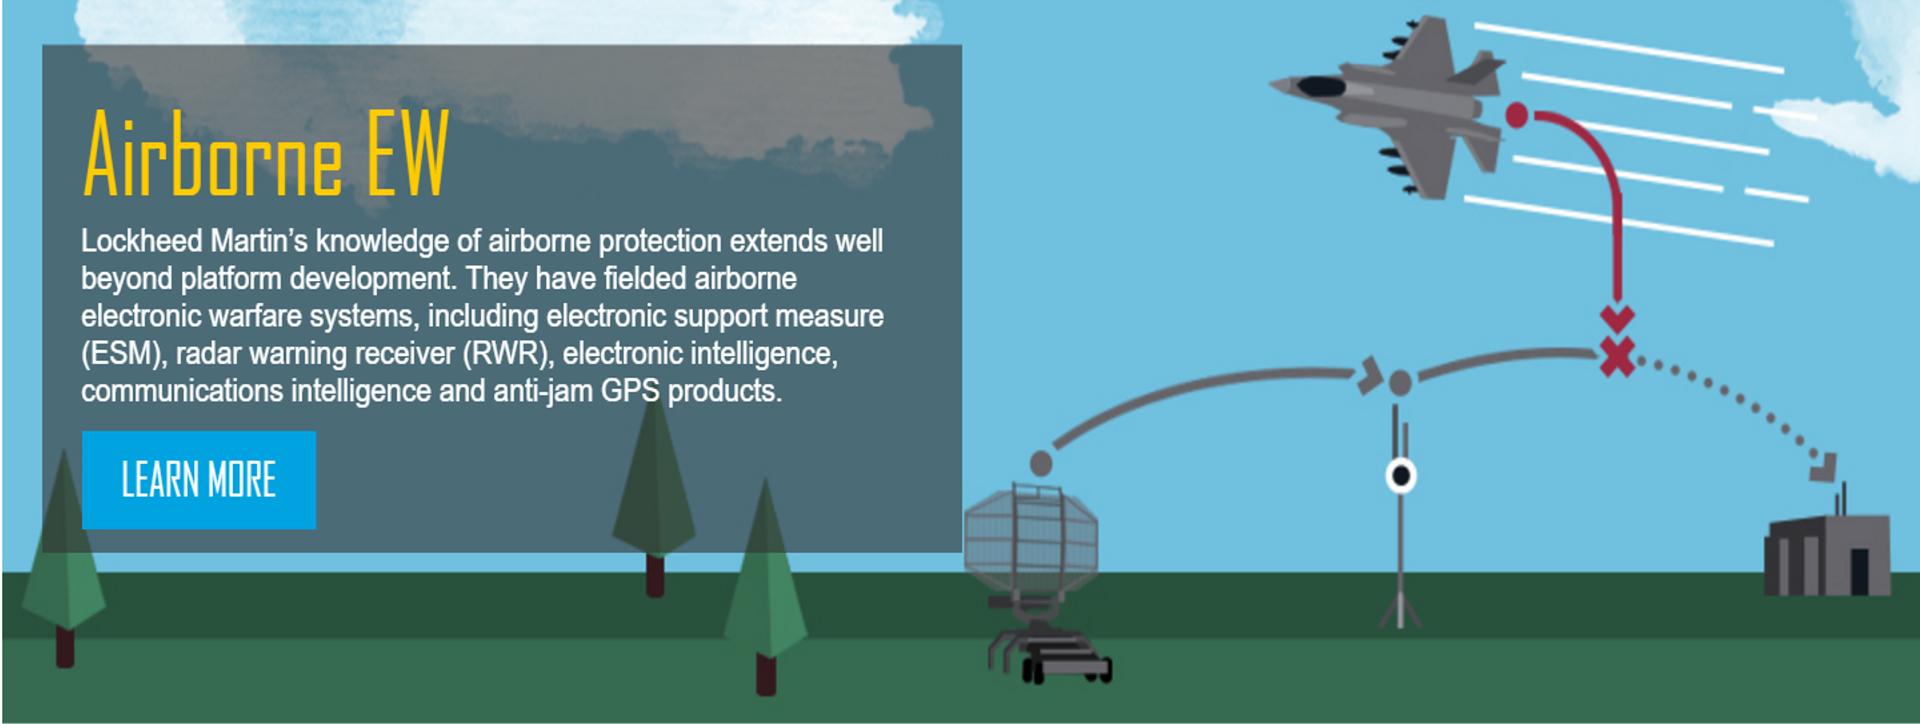 Airborne EW
Lockheed Martin’s knowledge of airborne protection extends well
beyond platform development. They have fielded airborne
electronic warfare systems, including electronic support measure
(ESM), radar warning receiver (RWR), electronic intelligence,
communications intelligence and anti-jam GPS products.
LEARN MORE